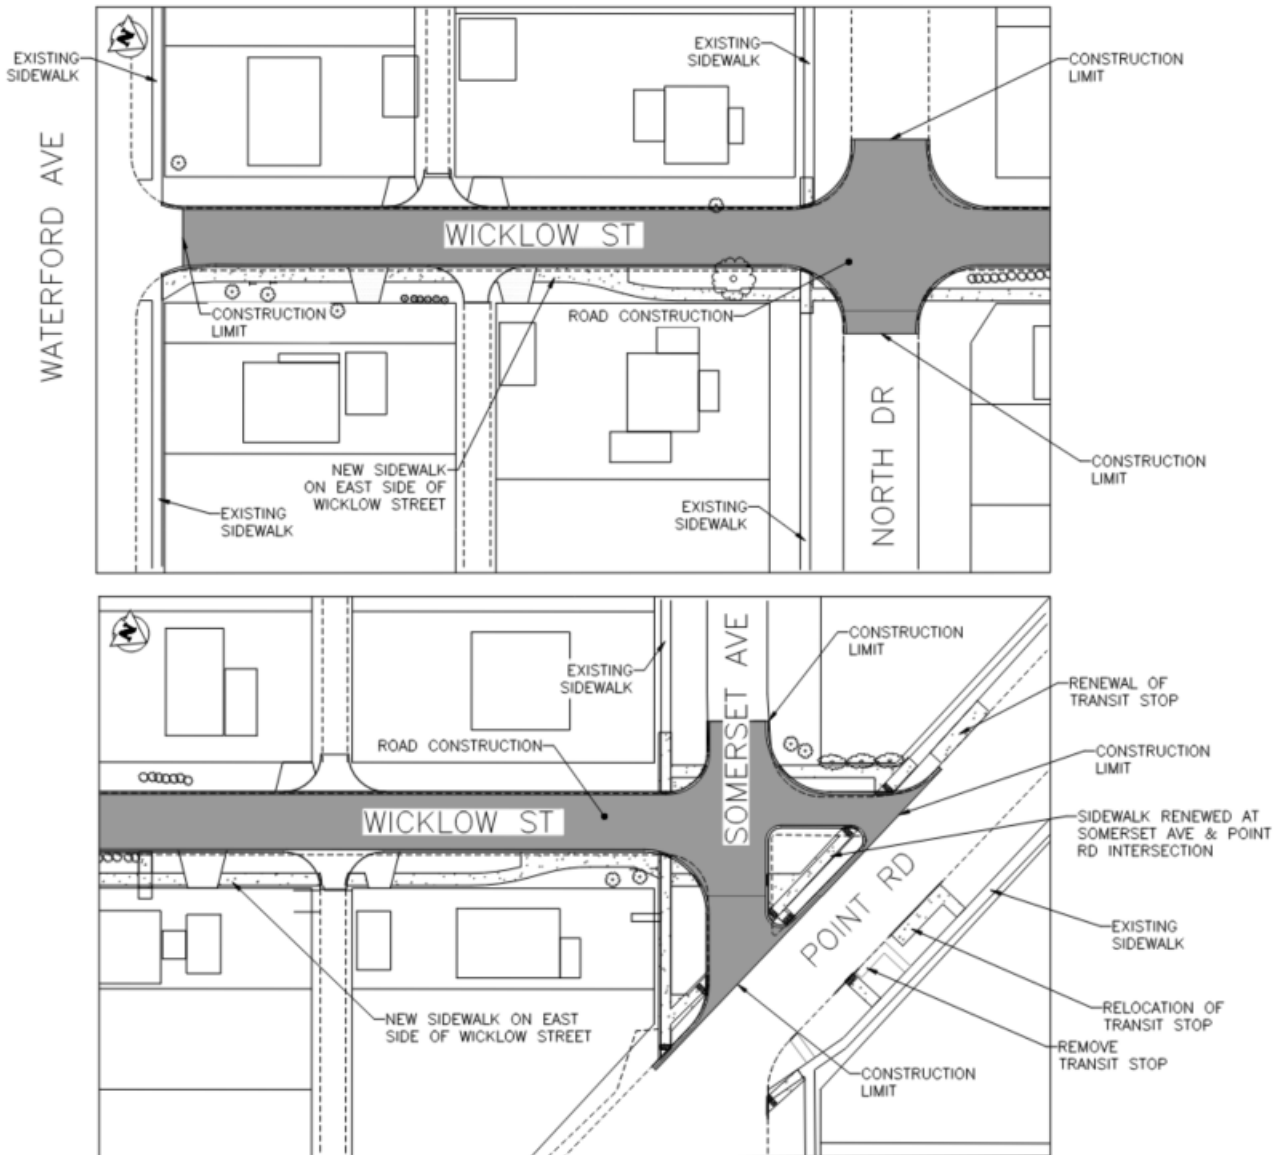 N
EXISTING
SIDEWALK
EXISTING
SIDEWALK
CONSTRUCTION
LIMIT
WATERFORD AVE
WICKLOW ST
CONSTRUCTION
LIMIT
ROAD CONSTRUCTION
NORTH DR
NEW SIDEWALK
ON EAST SIDE OF
WICKLOW STREET
CONSTRUCTION
LIMIT
EXISTING
SIDEWALK
EXISTING
SIDEWALK
N
SOMERSET AVE
CONSTRUCTION
LIMIT
EXISTING
SIDEWALK
RENEWAL OF
TRANSIT STOP
ROAD CONSTRUCTION
CONSTRUCTION
LIMIT
WICKLOW ST
SIDEWALK RENEWED AT
SOMERSET AVE & POINT
RD INTERSECTION
POINT RD
EXISTING
SIDEWALK
NEW SIDEWALK ON EAST
SIDE OF WICKLOW STREET
RELOCATION OF
TRANSIT STOP
REMOVE
TRANSIT STOP
CONSTRUCTION
LIMIT